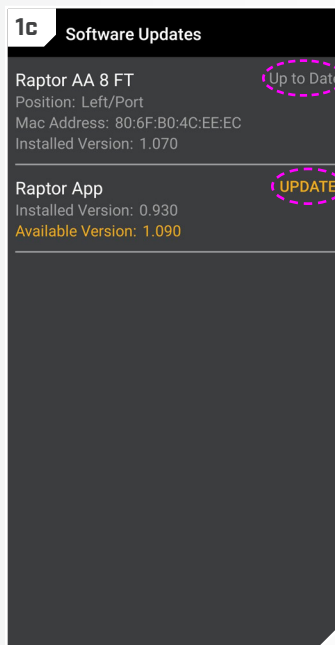 1c
Software Updates
Raptor AA 8 FT
Up to Date
Position: Left/Port
Mac Address: 80:6F:B0:4C:EE:EC
Installed Version: 1.070
Raptor App
UPDATE
Installed Version: 0.930
Available Version: 1.090